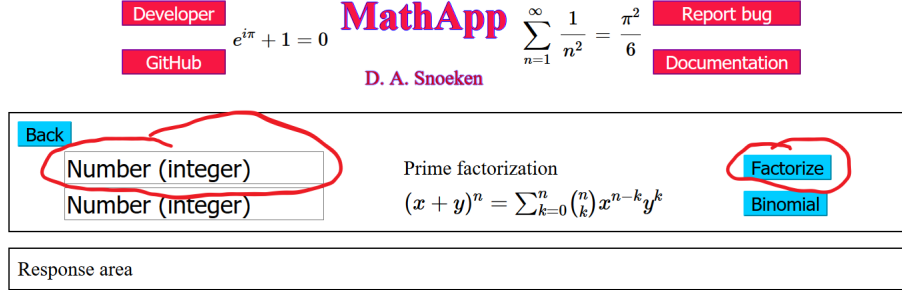 Developer
GitHub
e^{iπ} + 1 = 0
MathApp
D. A. Snoeken
∑_{n=1}^{∞} 1/n² = π²/6
Report bug
Documentation
Back
Number (integer) Prime factorization Factorize
Number (integer) (x + y)^n = ∑_{k=0}^{n} (n k) x^{n−k} y^k Binomial
Response area